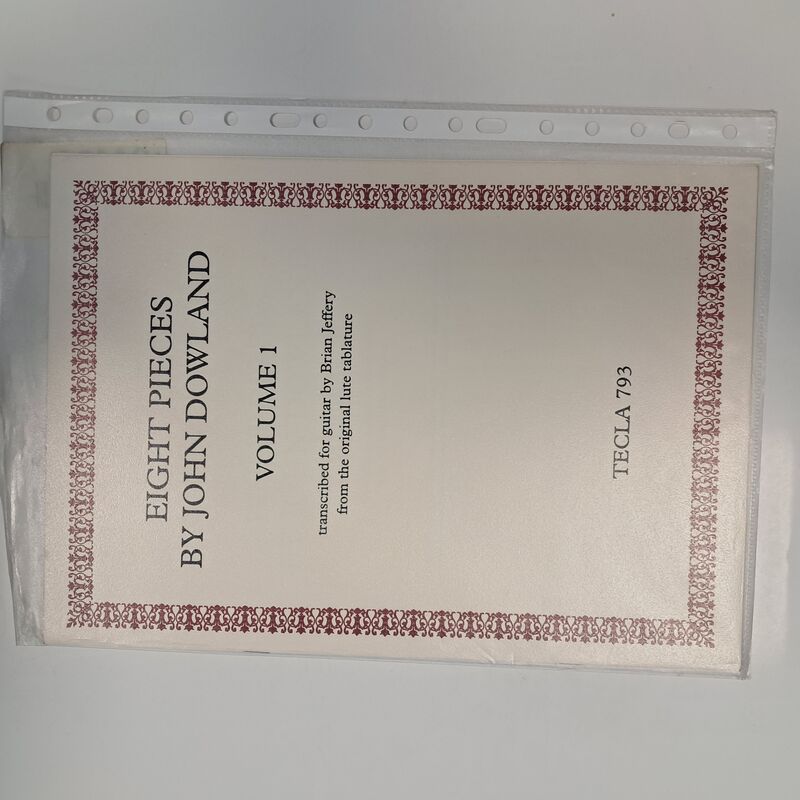 EIGHT PIECES
BY JOHN DOWLAND
VOLUME 1
transcribed for guitar by Brian Jeffery
from the original lute tablature
TECLA 793